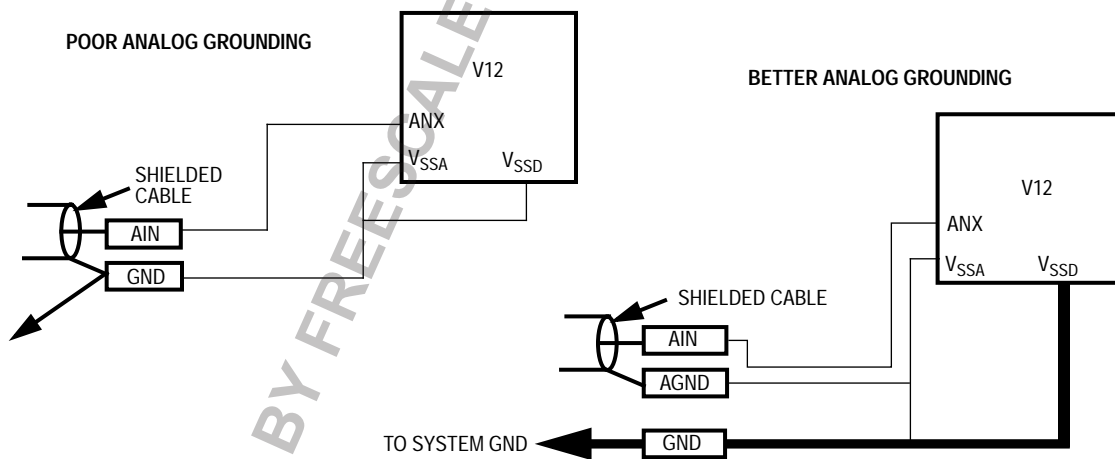 POOR ANALOG GROUNDING
V12
ANX
VSSA VSSD
SHIELDED
CABLE
AIN
GND
BY FREESCALE
BETTER ANALOG GROUNDING
V12
ANX
VSSA VSSD
SHIELDED CABLE
AIN
AGND
TO SYSTEM GND
GND